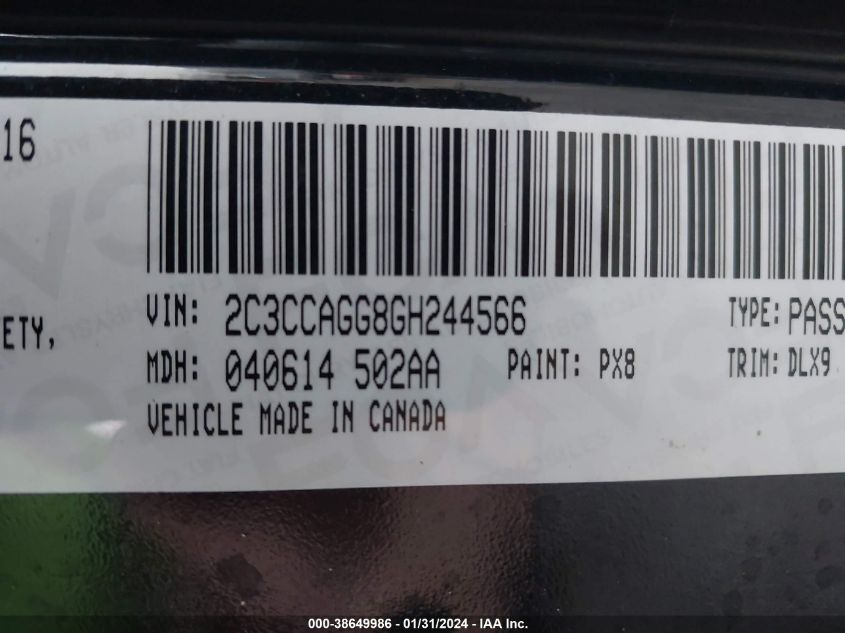 16
VIN: 2C3CCAGG8GH244566 TYPE: PASS
ETY,
MDH: 040614 502AA PAINT: PX8 TRIM: DLX9
VEHICLE MADE IN CANADA
000-38649986 - 01/31/2024 - IAA Inc.